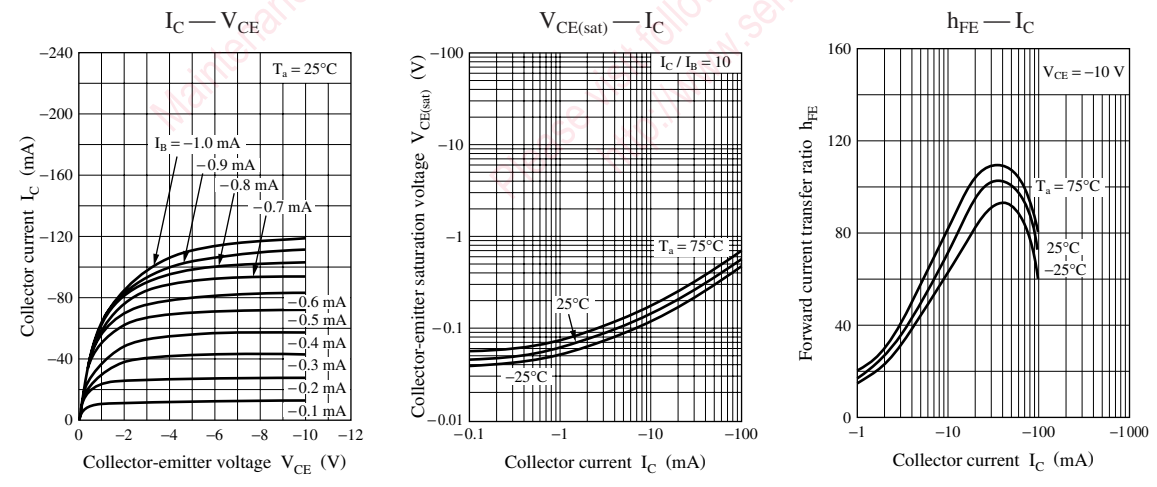 I_C — V_CE
−240
−200
−160
−120
−80
−40
0
0
−2
−4
−6
−8
−10
−12
Collector current I_C (mA)
Collector-emitter voltage V_CE (V)
T_a = 25°C
I_B = −1.0 mA
−0.9 mA
−0.8 mA
−0.7 mA
−0.6 mA
−0.5 mA
−0.4 mA
−0.3 mA
−0.2 mA
−0.1 mA
V_CE(sat) — I_C
−100
−10
−1
−0.1
−0.01
−0.1
−1
−10
−100
Collector-emitter saturation voltage V_CE(sat) (V)
Collector current I_C (mA)
I_C / I_B = 10
T_a = 75°C
25°C
−25°C
h_FE — I_C
160
120
80
40
0
−1
−10
−100
−1000
Forward current transfer ratio h_FE
Collector current I_C (mA)
V_CE = −10 V
T_a = 75°C
25°C
−25°C
Please visit follow
http://www.se